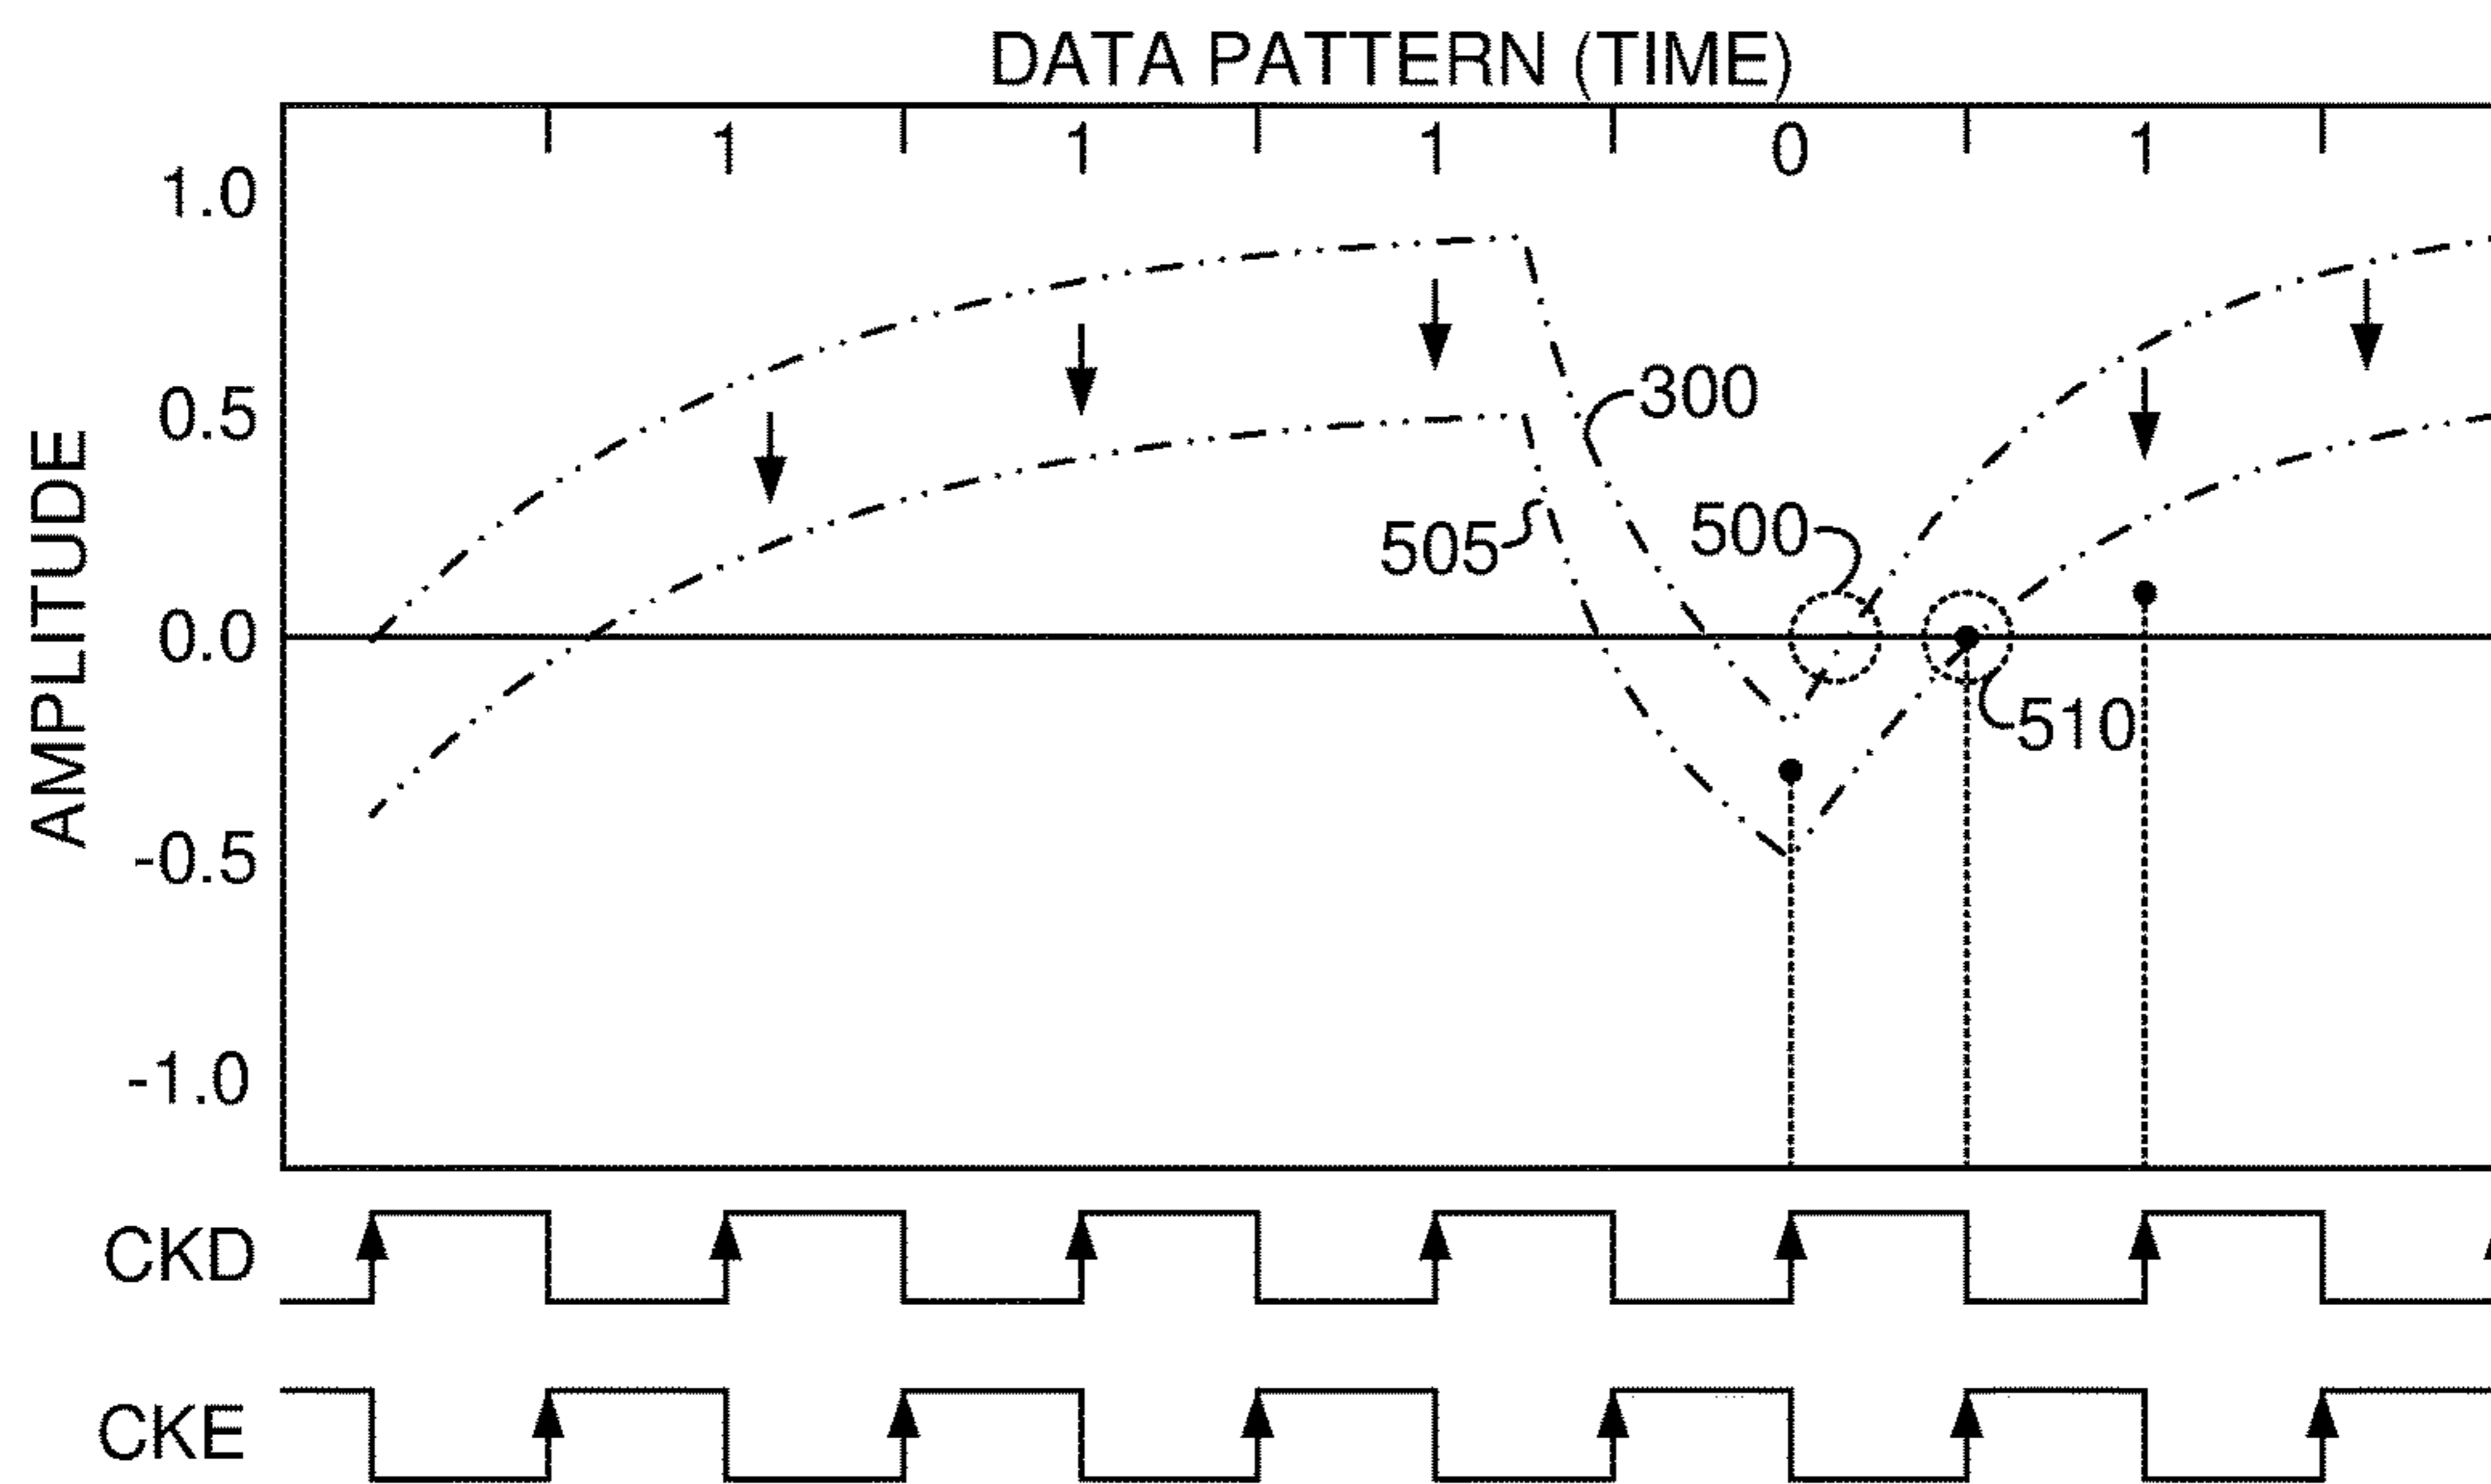 DATA PATTERN (TIME)
1 1 1 0 1
1.0
0.5
0.0
-0.5
-1.0
AMPLITUDE
300
500
505
510
CKD
CKE